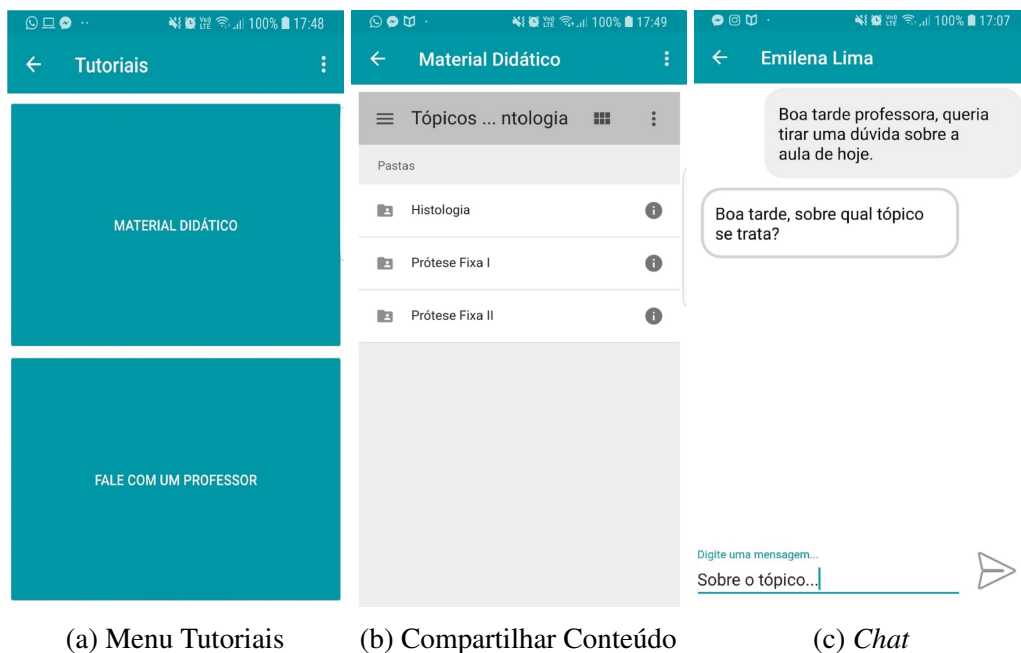 100% 17:48
Tutoriais
MATERIAL DIDÁTICO
FALE COM UM PROFESSOR
(a) Menu Tutoriais
100% 17:49
Material Didático
Tópicos ... ntologia
Pastas
Histologia
Prótese Fixa I
Prótese Fixa II
(b) Compartilhar Conteúdo
100% 17:07
Emilena Lima
Boa tarde professora, queria
tirar uma dúvida sobre a
aula de hoje.
Boa tarde, sobre qual tópico
se trata?
Digite uma mensagem...
Sobre o tópico...
(c) Chat